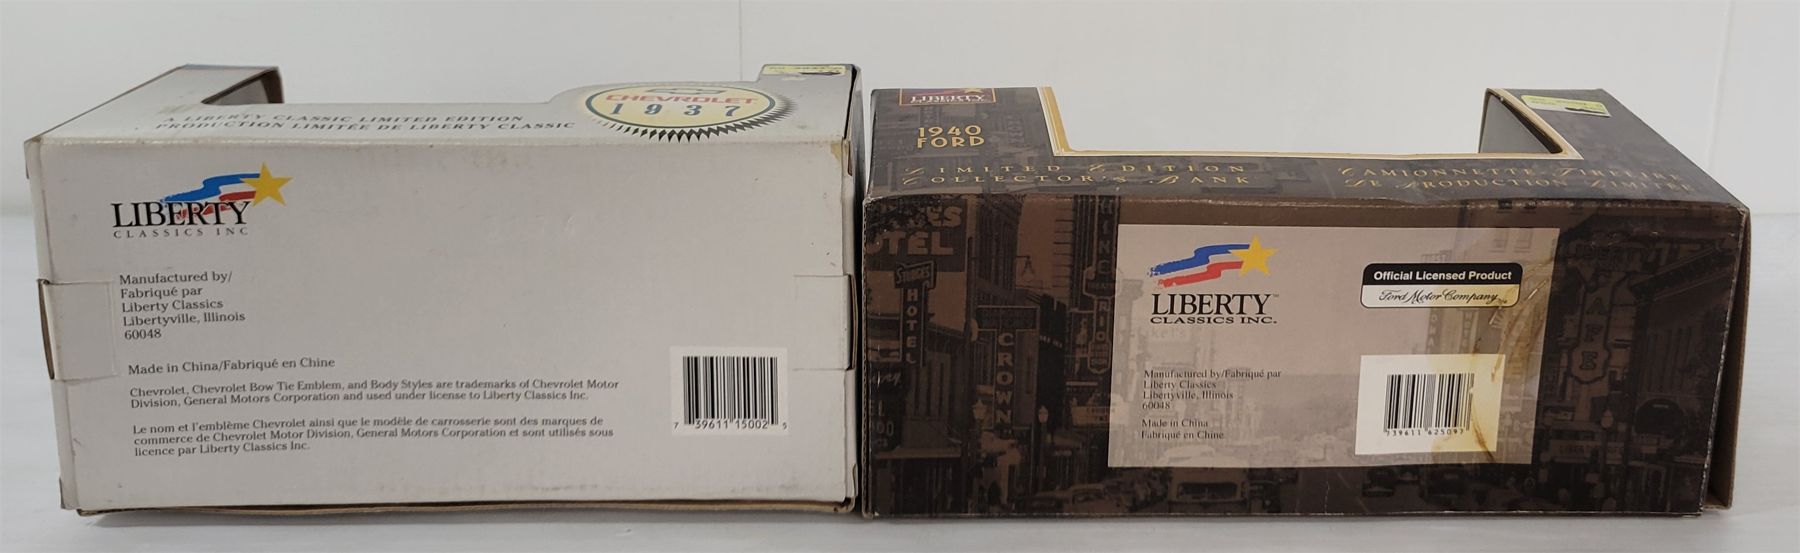 CHEVROLET
1937
A LIBERTY CLASSIC LIMITED EDITION
PRODUCTION LIMITÉE DE LIBERTY CLASSIC
LIBERTY
CLASSICS INC
Manufactured by/
Fabriqué par
Liberty Classics
Libertyville, Illinois
60048
Made in China/Fabriqué en Chine
Chevrolet, Chevrolet Bow Tie Emblem, and Body Styles are trademarks of Chevrolet Motor
Division, General Motors Corporation and used under license to Liberty Classics Inc.
Le nom et l'emblème Chevrolet ainsi que le modèle de carrosserie sont des marques de
commerce de Chevrolet Motor Division, General Motors Corporation et sont utilisés sous
licence par Liberty Classics Inc.
7 39611 15002 5
LIBERTY
1940
FORD
LIMITED EDITION
COLLECTOR'S BANK
CAMIONNETTE-TIRELIRE
DE PRODUCTION LIMITÉE
HOTEL
CROWN
RIO
LIBERTY™
CLASSICS INC.
Official Licensed Product
Ford Motor Company
Manufactured by/Fabriqué par
Liberty Classics
Libertyville, Illinois
60048
Made in China
Fabriqué en Chine
7 39611 62509